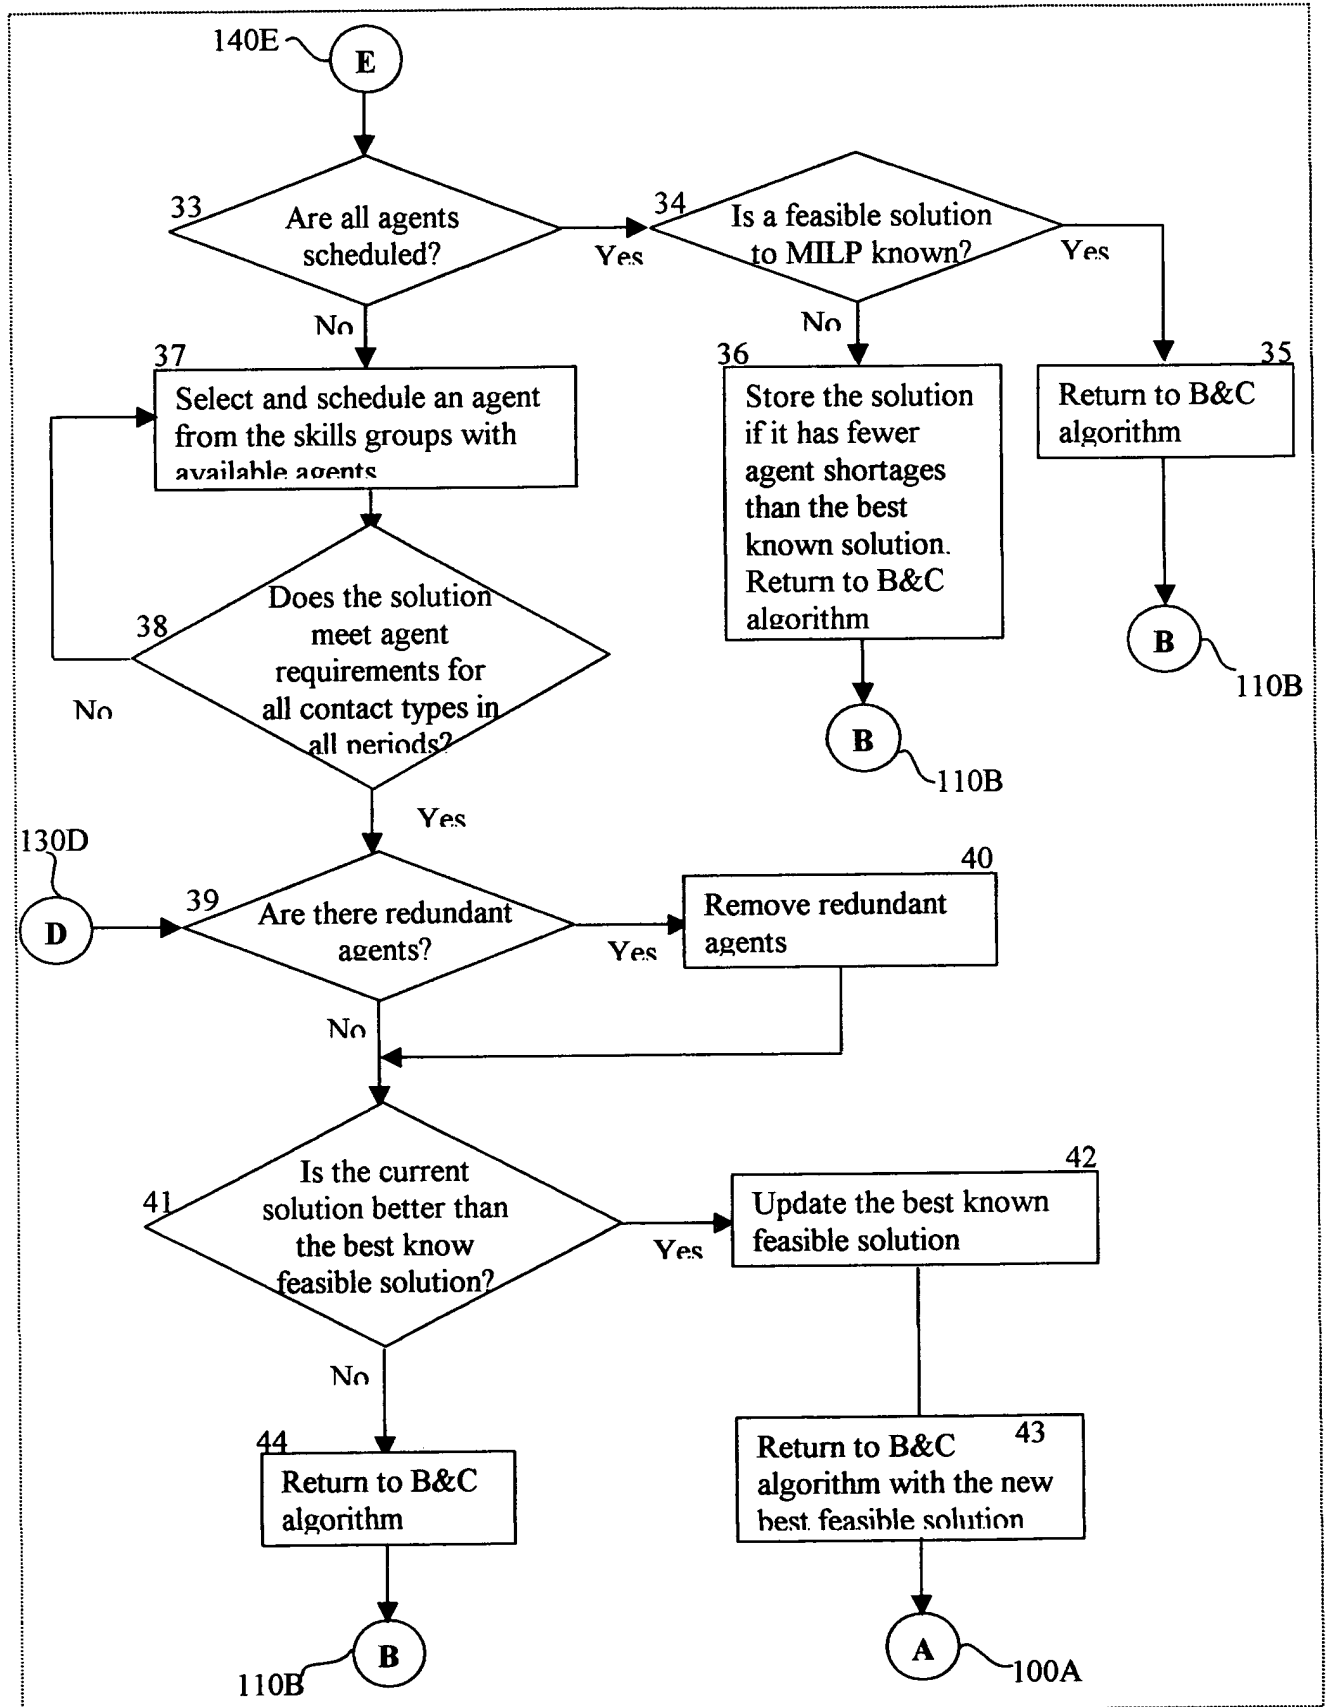 140E
E
33
Are all agents
scheduled?
Yes
No
34
Is a feasible solution
to MILP known?
Yes
No
37
Select and schedule an agent
from the skills groups with
available agents
36
Store the solution
if it has fewer
agent shortages
than the best
known solution.
Return to B&C
algorithm
35
Return to B&C
algorithm
B
110B
B
110B
38
Does the solution
meet agent
requirements for
all contact types in
all periods?
No
Yes
130D
D
39
Are there redundant
agents?
Yes
No
40
Remove redundant
agents
41
Is the current
solution better than
the best know
feasible solution?
Yes
No
42
Update the best known
feasible solution
44
Return to B&C
algorithm
43
Return to B&C
algorithm with the new
best feasible solution
B
110B
A
100A